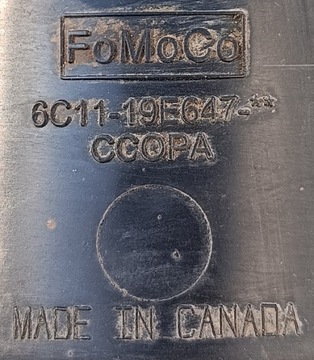 FoMoCo
6C11-19E647-**
CCOPA
MADE IN CANADA